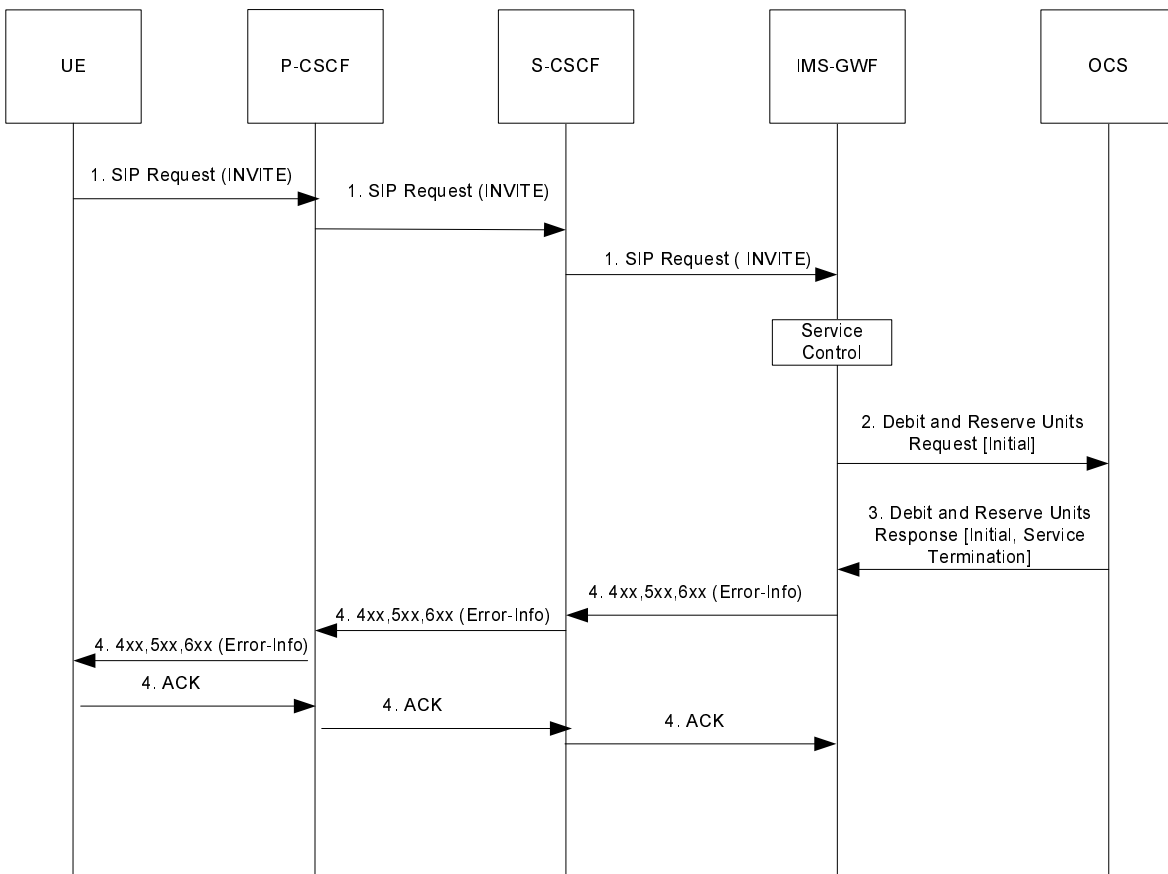 UE
P-CSCF
S-CSCF
IMS-GWF
OCS
1. SIP Request (INVITE)
1. SIP Request (INVITE)
1. SIP Request ( INVITE)
Service
Control
2. Debit and Reserve Units
Request [Initial]
3. Debit and Reserve Units
Response [Initial, Service
Termination]
4. 4xx,5xx,6xx (Error-Info)
4. 4xx,5xx,6xx (Error-Info)
4. 4xx,5xx,6xx (Error-Info)
4. ACK
4. ACK
4. ACK